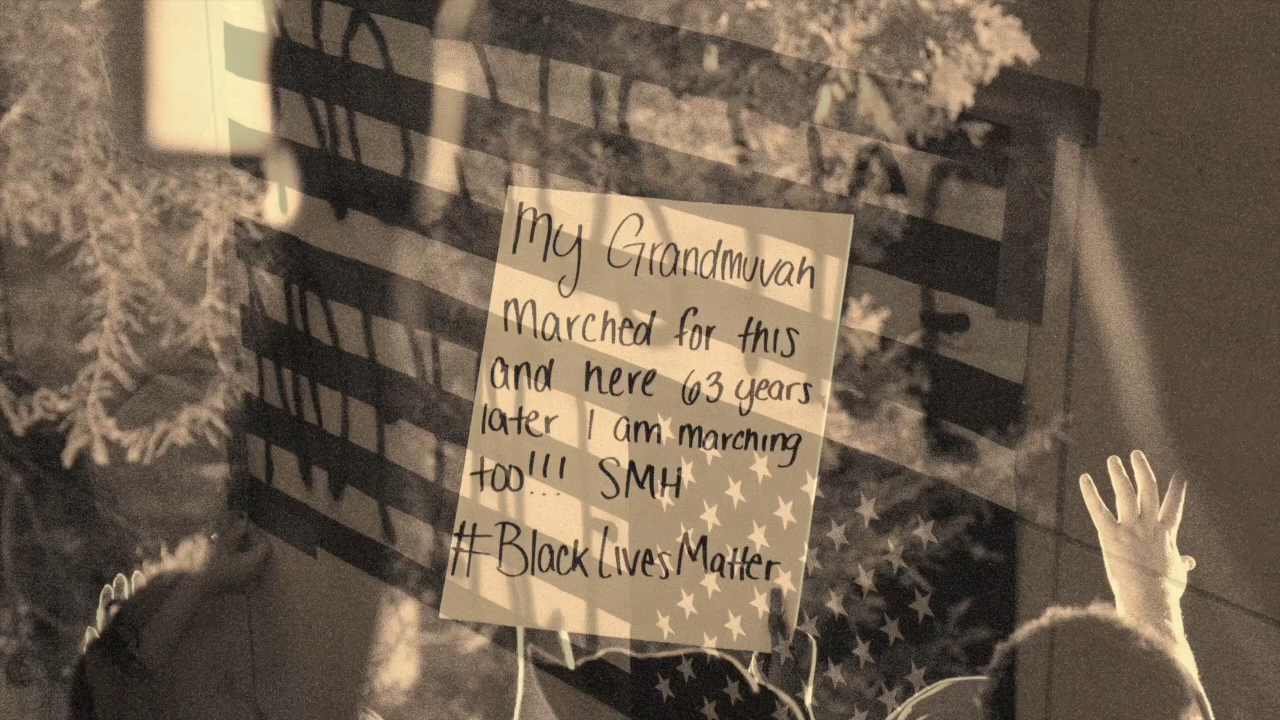 My Grandmuvah
Marched for this
and here 63 years
later I am marching
too!!! SMH
#BlackLivesMatter